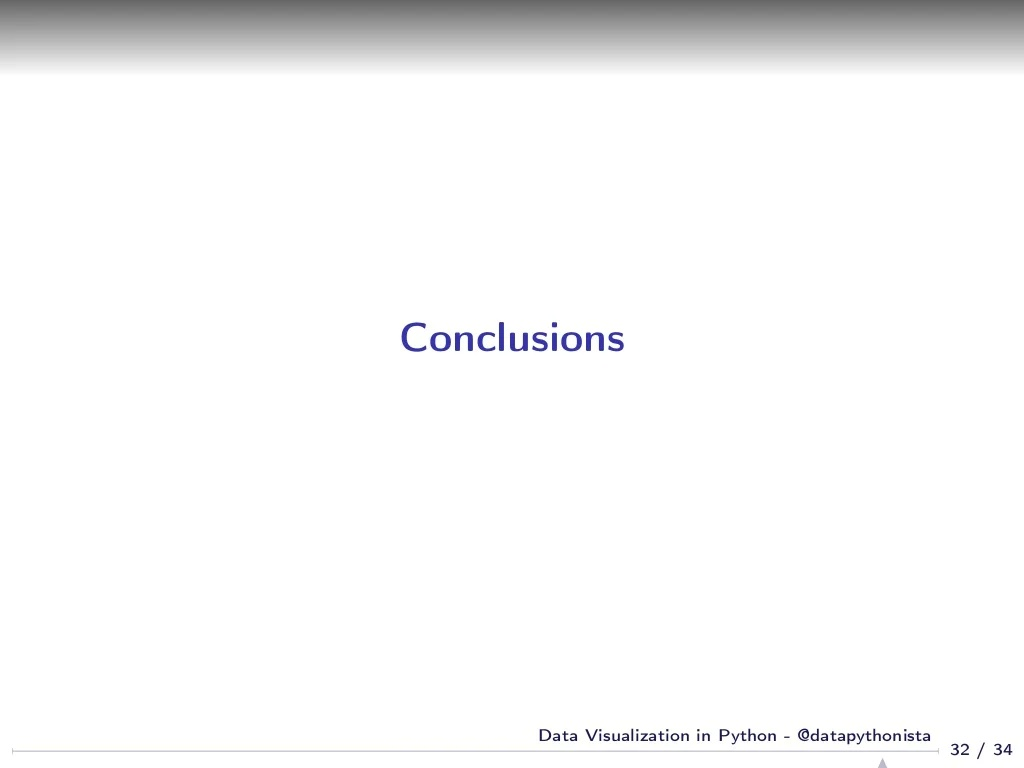 Conclusions
Data Visualization in Python - @datapythonista
32 / 34